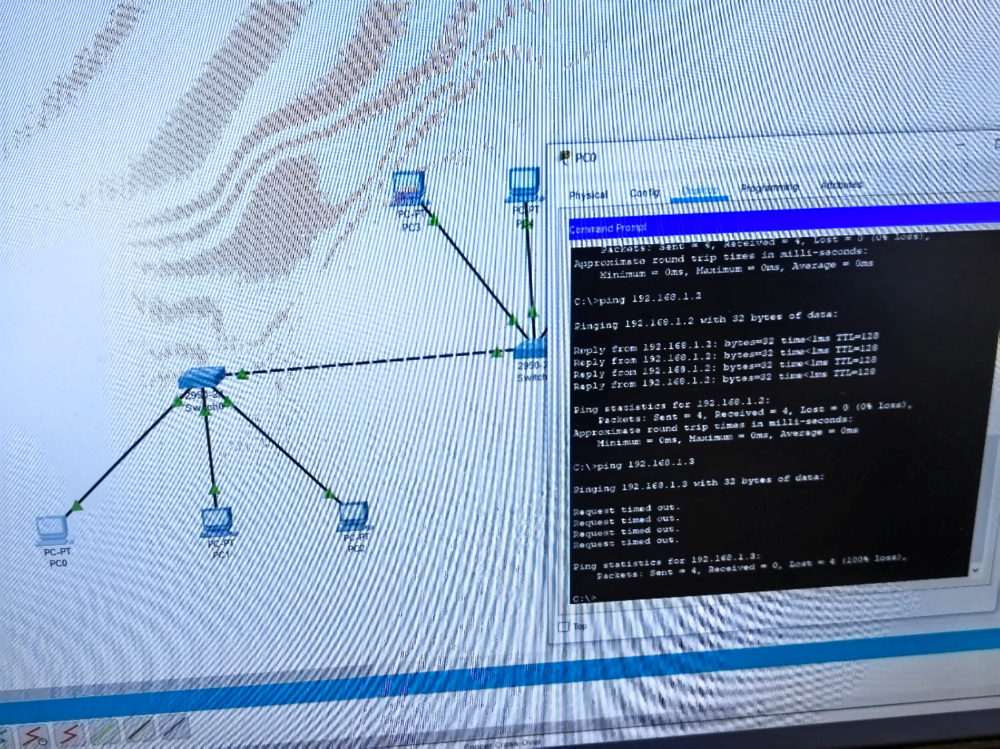 PC0
Physical
Config
Desktop
Programming
Attributes
Command Prompt
Packets: Sent = 4, Received = 4, Lost = 0 (0% loss),
Approximate round trip times in milli-seconds:
Minimum = 0ms, Maximum = 0ms, Average = 0ms
C:\>ping 192.168.1.2
Pinging 192.168.1.2 with 32 bytes of data:
Reply from 192.168.1.2: bytes=32 time<1ms TTL=128
Reply from 192.168.1.2: bytes=32 time<1ms TTL=128
Reply from 192.168.1.2: bytes=32 time<1ms TTL=128
Reply from 192.168.1.2: bytes=32 time<1ms TTL=128
Ping statistics for 192.168.1.2:
Packets: Sent = 4, Received = 4, Lost = 0 (0% loss),
Approximate round trip times in milli-seconds:
Minimum = 0ms, Maximum = 0ms, Average = 0ms
C:\>ping 192.168.1.3
Pinging 192.168.1.3 with 32 bytes of data:
Request timed out.
Request timed out.
Request timed out.
Request timed out.
Ping statistics for 192.168.1.3:
Packets: Sent = 4, Received = 0, Lost = 4 (100% loss),
C:\>
Top
PC-PT
PC3
PC-PT
PC4
2950-2
Switch
2950-24
Switch0
PC-PT
PC0
PC-PT
PC1
PC-PT
PC2
Copper Cross-Over